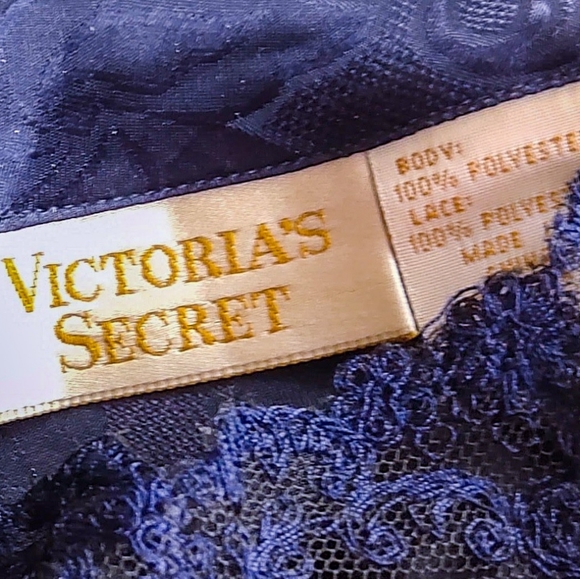 VICTORIA'S
SECRET
BODY:
100% POLYESTE
LACE:
100% POLYES
MADE